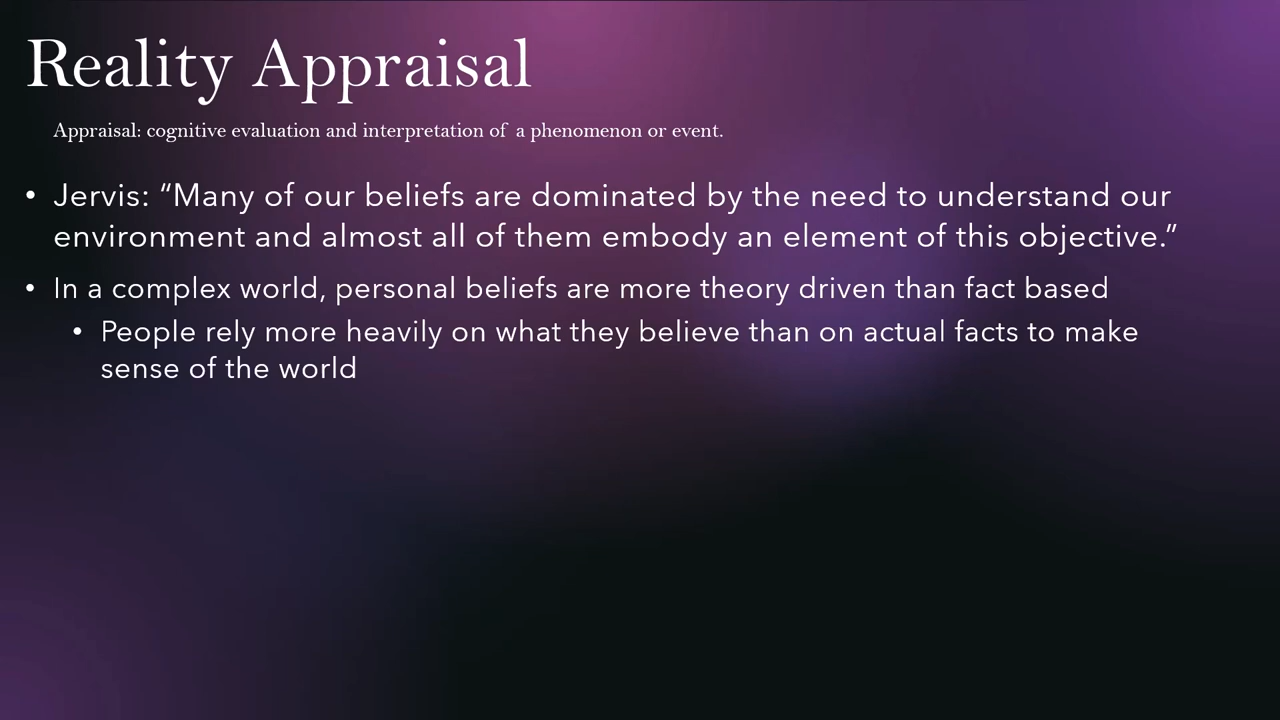 Reality Appraisal
Appraisal: cognitive evaluation and interpretation of a phenomenon or event.
• Jervis: “Many of our beliefs are dominated by the need to understand our
environment and almost all of them embody an element of this objective.”
• In a complex world, personal beliefs are more theory driven than fact based
• People rely more heavily on what they believe than on actual facts to make
sense of the world